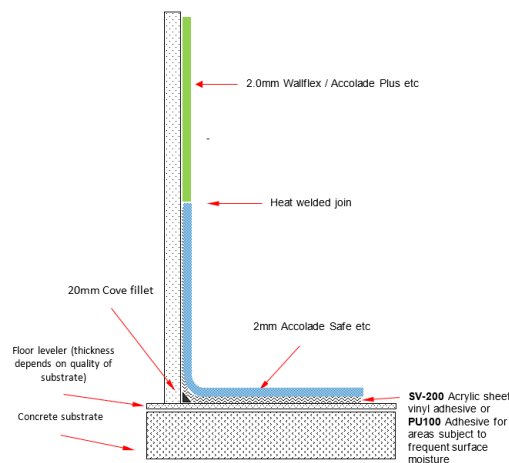 2.0mm Wallflex / Accolade Plus etc
-
Heat welded join
20mm Cove fillet
2mm Accolade Safe etc
Floor leveler (thickness
depends on quality of
substrate)
SV-200 Acrylic sheet
vinyl adhesive or
PU100 Adhesive for
areas subject to
frequent surface
moisture
Concrete substrate